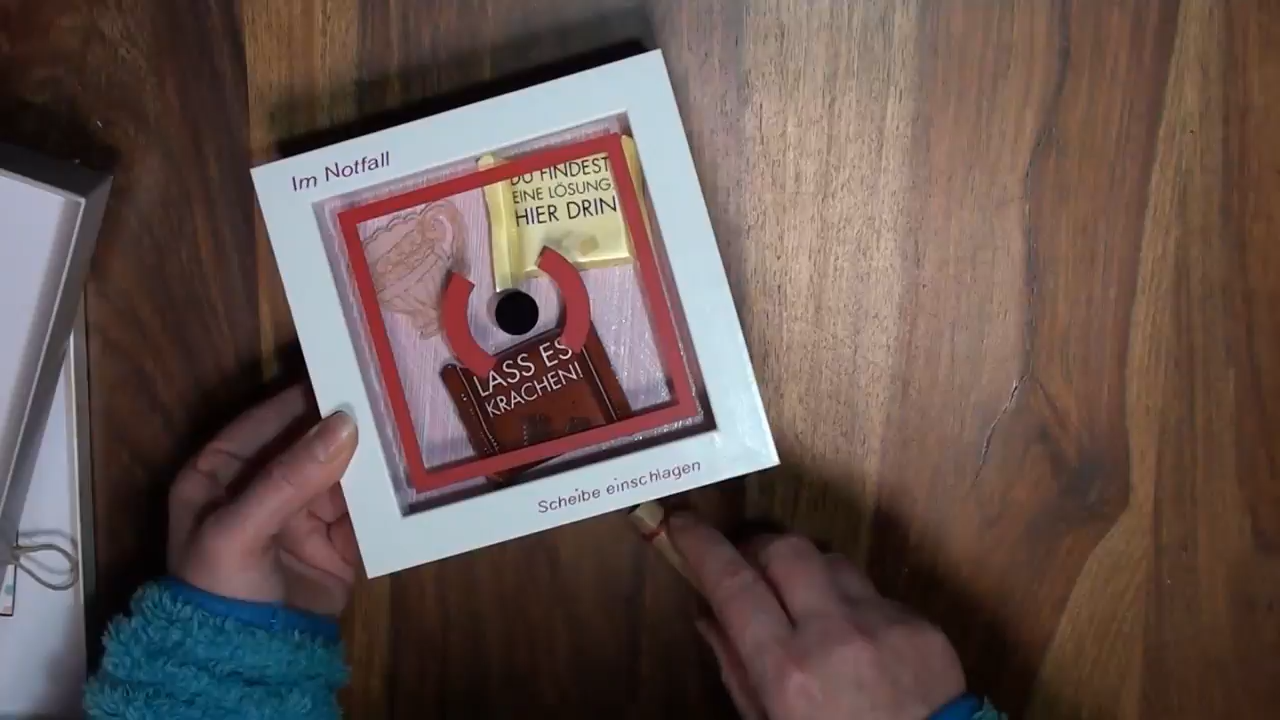 Im Notfall
DU FINDEST
EINE LÖSUNG,
HIER DRIN
LASS ES
KRACHEN!
Scheibe einschlagen